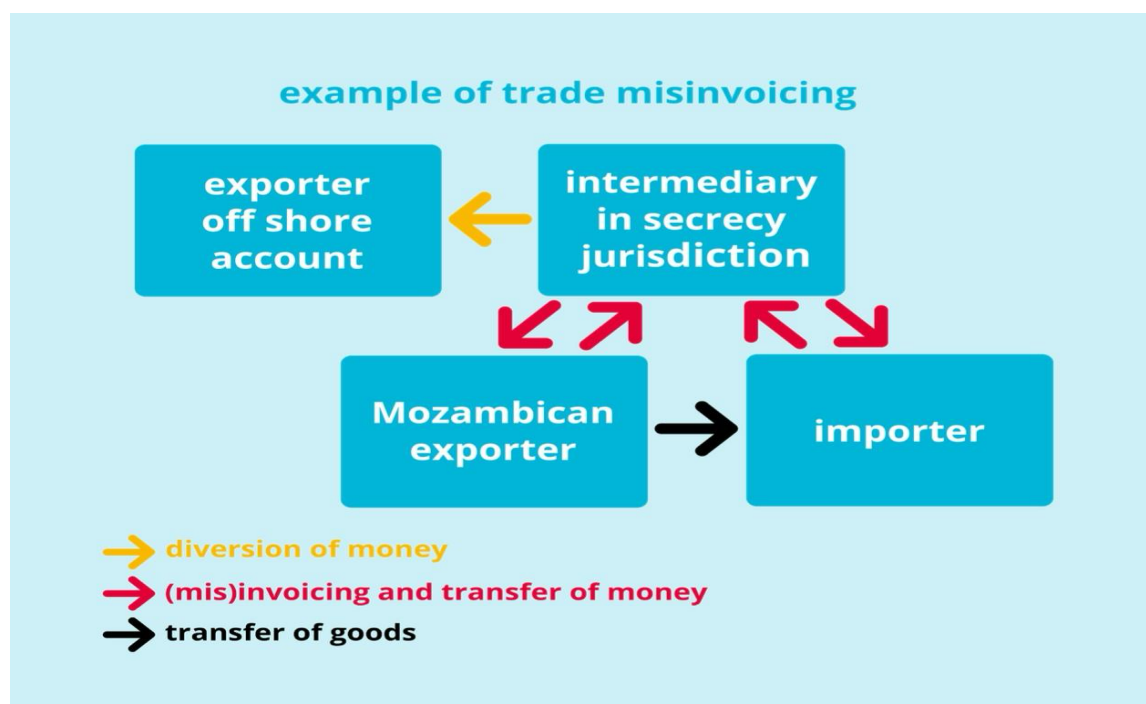 example of trade misinvoicing
exporter
off shore
account
intermediary
in secrecy
jurisdiction
Mozambican
exporter
importer
diversion of money
(mis)invoicing and transfer of money
transfer of goods